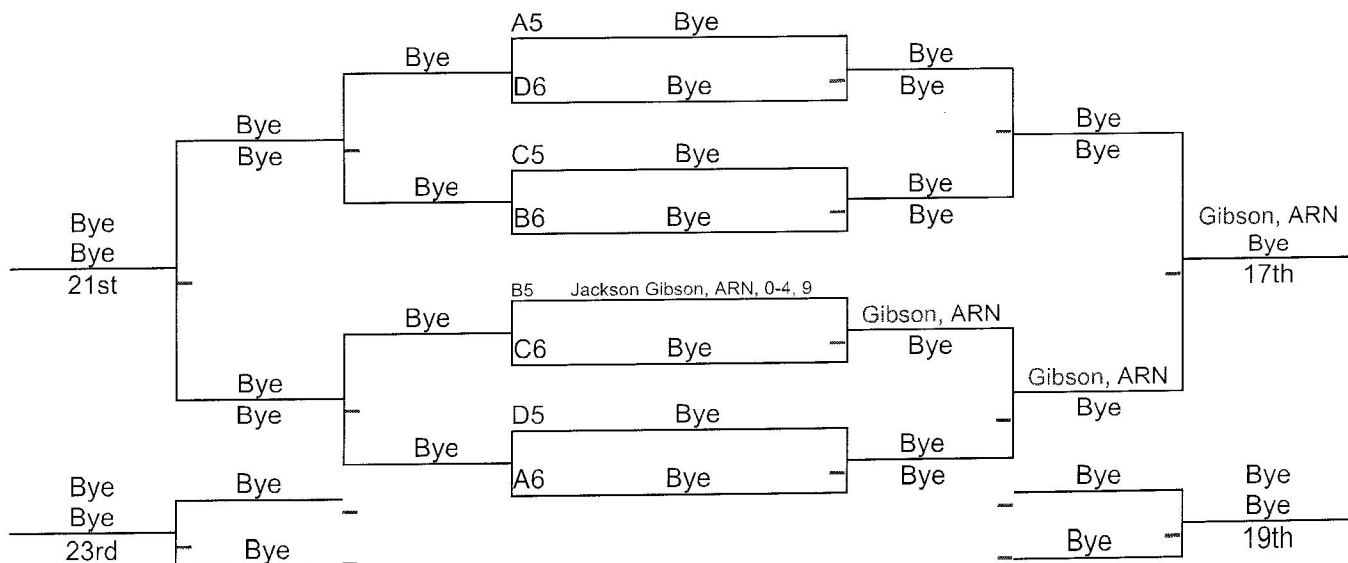 A5 Bye
Bye Bye
D6 Bye Bye
Bye Bye
Bye Bye
C5 Bye
Bye Bye
B6 Bye Bye
Bye Gibson, ARN
Bye Bye
21st 17th
B5 Jackson Gibson, ARN, 0-4, 9
Bye Gibson, ARN
C6 Bye Bye
Bye Gibson, ARN
Bye Bye
D5 Bye
Bye Bye
A6 Bye Bye
Bye Bye Bye Bye
Bye Bye
23rd Bye Bye 19th